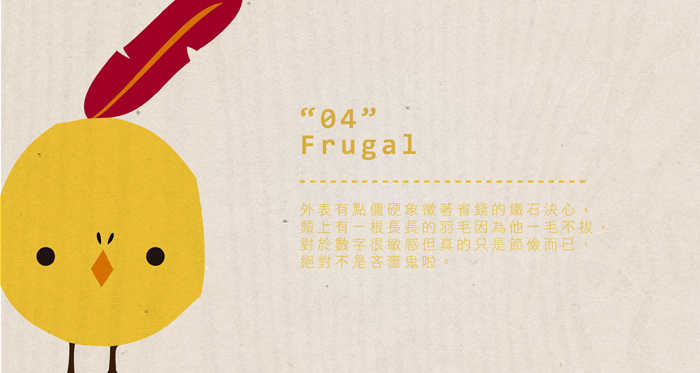 “04”
Frugal
外表有點僵硬象徵著省錢的鐵石決心，
頭上有一根長長的羽毛因為他一毛不拔，
對於數字很敏感但真的只是節儉而已，
絕對不是吝嗇鬼啦。